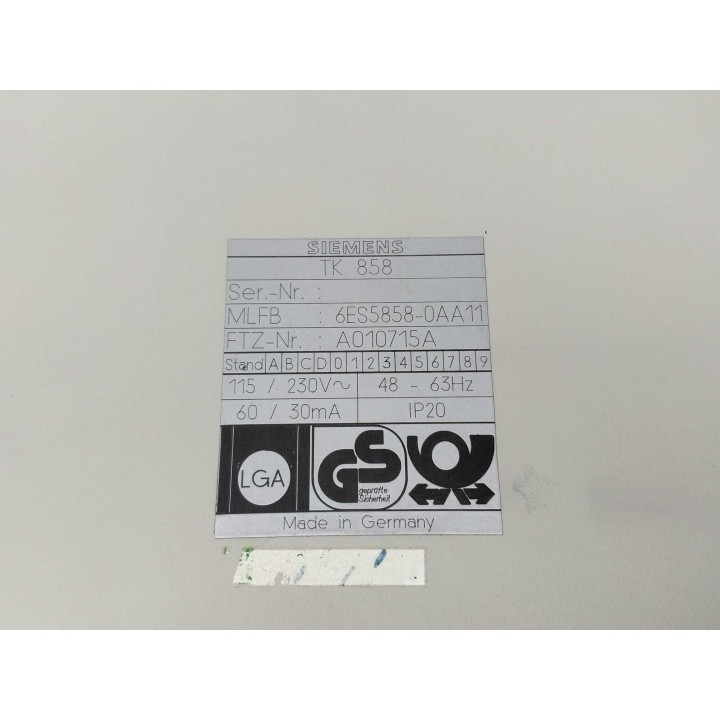 SIEMENS
TK 858
Ser.-Nr. :
MLFB : 6ES5858-0AA11
FTZ-Nr. : A010715A
Stand A B C D 0 1 2 3 4 5 6 7 8 9
115 / 230V~ 48 - 63Hz
60 / 30mA IP20
LGA
GS
geprüfte
Sicherheit
Made in Germany